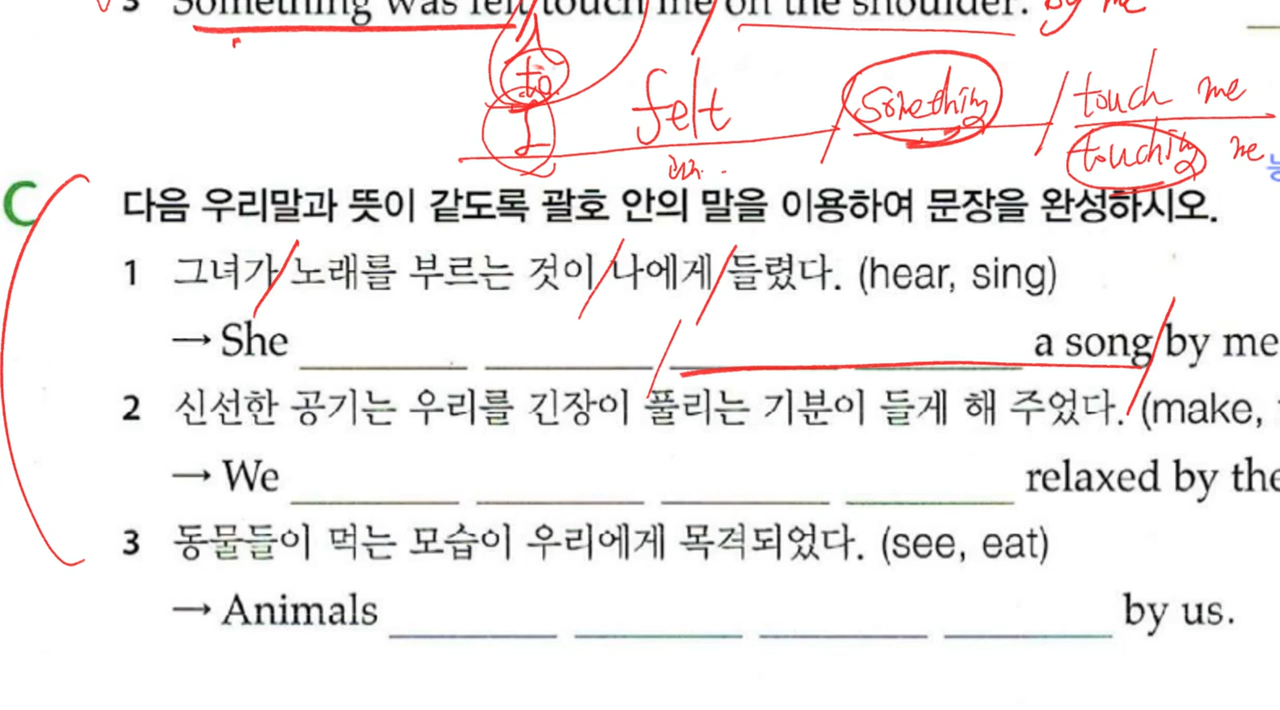 3 Something was felt touch me on the shoulder. by me
to
I felt something touch me
touching me
C 다음 우리말과 뜻이 같도록 괄호 안의 말을 이용하여 문장을 완성하시오.
1 그녀가 노래를 부르는 것이 나에게 들렸다. (hear, sing)
→ She a song by me
2 신선한 공기는 우리를 긴장이 풀리는 기분이 들게 해 주었다. (make,
→ We relaxed by the
3 동물들이 먹는 모습이 우리에게 목격되었다. (see, eat)
→ Animals by us.